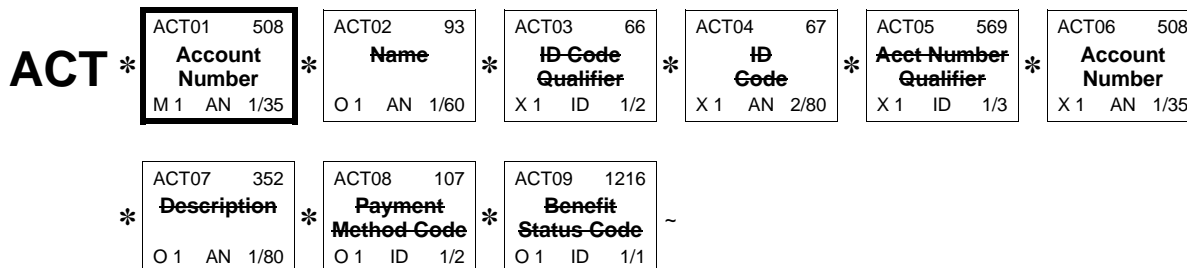 ACT01 508 ACT02 93 ACT03 66 ACT04 67 ACT05 569 ACT06 508
ACT * Account Number * Name * ID Code Qualifier * ID Code * Acct Number Qualifier * Account Number
M 1 AN 1/35 O 1 AN 1/60 X 1 ID 1/2 X 1 AN 2/80 X 1 ID 1/3 X 1 AN 1/35
ACT07 352 ACT08 107 ACT09 1216
* Description * Payment Method Code * Benefit Status Code ~
O 1 AN 1/80 O 1 ID 1/2 O 1 ID 1/1